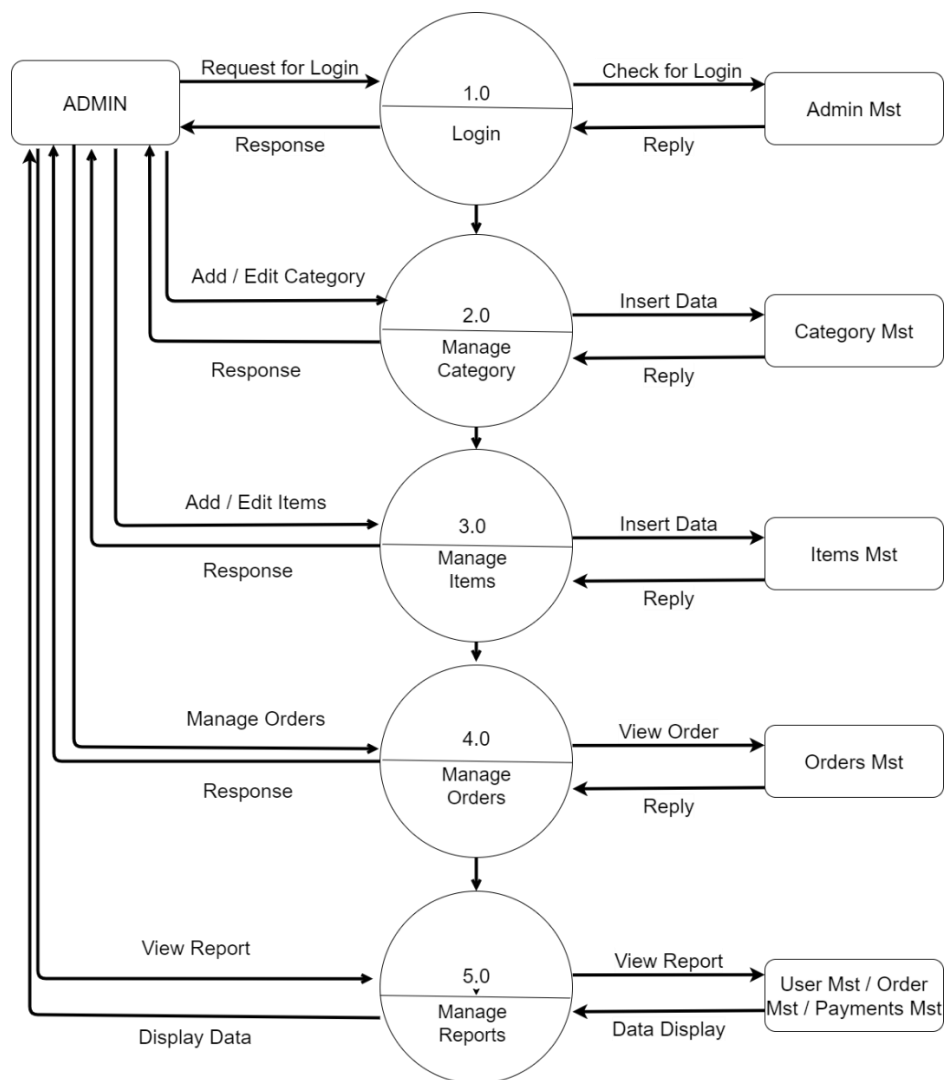 Request for Login
Check for Login
ADMIN
1.0
Admin Mst
Login
Response
Reply
Add / Edit Category
Insert Data
2.0
Category Mst
Manage
Category
Response
Reply
Add / Edit Items
Insert Data
3.0
Items Mst
Manage
Items
Response
Reply
Manage Orders
View Order
4.0
Orders Mst
Manage
Orders
Response
Reply
View Report
View Report
5.0
User Mst / Order
Mst / Payments Mst
Manage
Reports
Display Data
Data Display